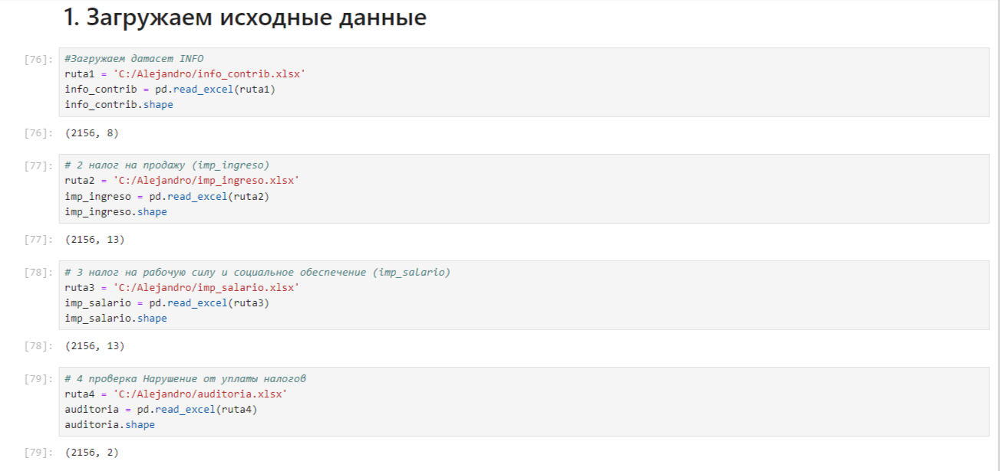 1. Загружаем исходные данные
[76]: #Загружаем датасет INFO
ruta1 = 'C:/Alejandro/info_contrib.xlsx'
info_contrib = pd.read_excel(ruta1)
info_contrib.shape
[76]: (2156, 8)
[77]: # 2 налог на продажу (imp_ingreso)
ruta2 = 'C:/Alejandro/imp_ingreso.xlsx'
imp_ingreso = pd.read_excel(ruta2)
imp_ingreso.shape
[77]: (2156, 13)
[78]: # 3 налог на рабочую силу и социальное обеспечение (imp_salario)
ruta3 = 'C:/Alejandro/imp_salario.xlsx'
imp_salario = pd.read_excel(ruta3)
imp_salario.shape
[78]: (2156, 13)
[79]: # 4 проверка Нарушение от уплаты налогов
ruta4 = 'C:/Alejandro/auditoria.xlsx'
auditoria = pd.read_excel(ruta4)
auditoria.shape
[79]: (2156, 2)